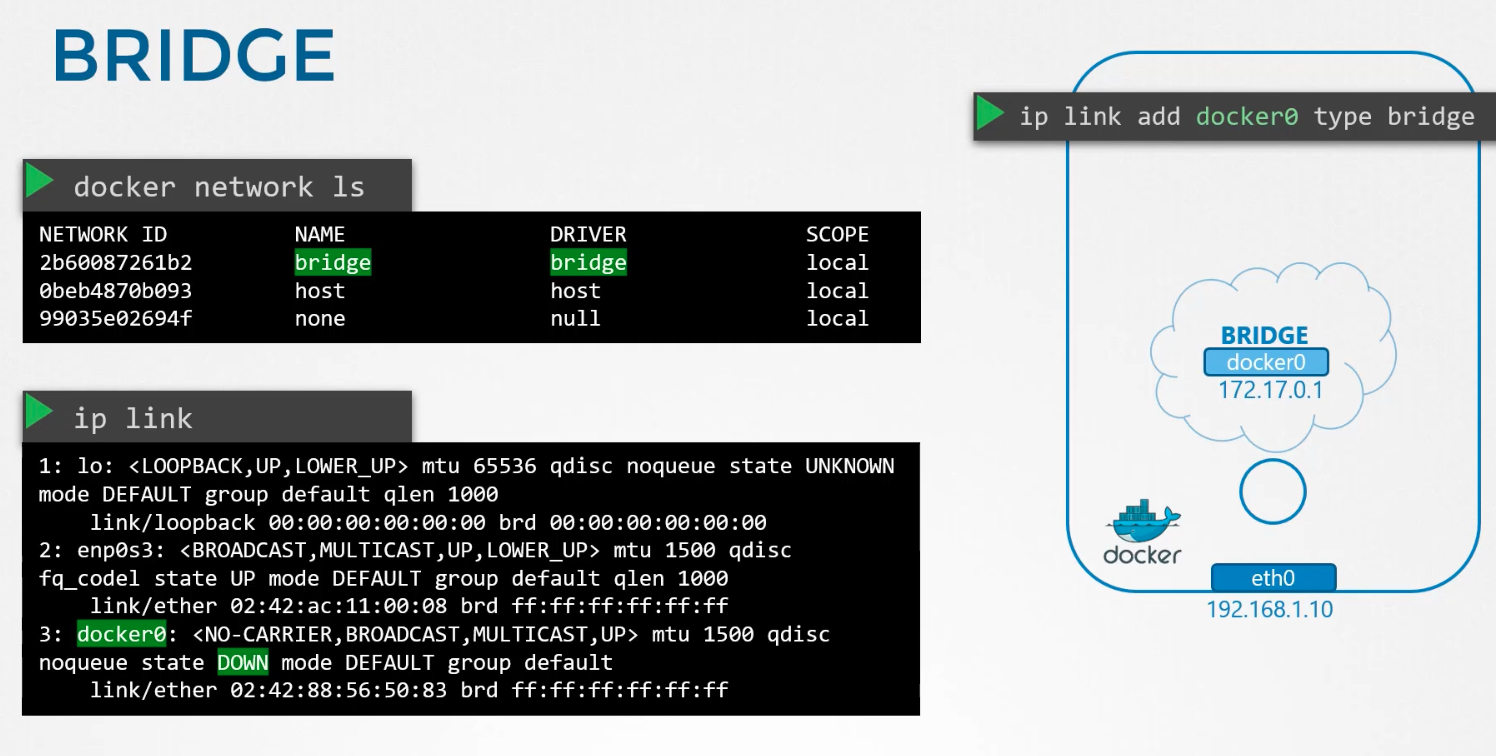 BRIDGE
ip link add docker0 type bridge
docker network ls
NETWORK ID NAME DRIVER SCOPE
2b60087261b2 bridge bridge local
0beb4870b093 host host local
99035e02694f none null local
ip link
1: lo: <LOOPBACK,UP,LOWER_UP> mtu 65536 qdisc noqueue state UNKNOWN
mode DEFAULT group default qlen 1000
link/loopback 00:00:00:00:00:00 brd 00:00:00:00:00:00
2: enp0s3: <BROADCAST,MULTICAST,UP,LOWER_UP> mtu 1500 qdisc
fq_codel state UP mode DEFAULT group default qlen 1000
link/ether 02:42:ac:11:00:08 brd ff:ff:ff:ff:ff:ff
3: docker0: <NO-CARRIER,BROADCAST,MULTICAST,UP> mtu 1500 qdisc
noqueue state DOWN mode DEFAULT group default
link/ether 02:42:88:56:50:83 brd ff:ff:ff:ff:ff:ff
BRIDGE
docker0
172.17.0.1
docker
eth0
192.168.1.10